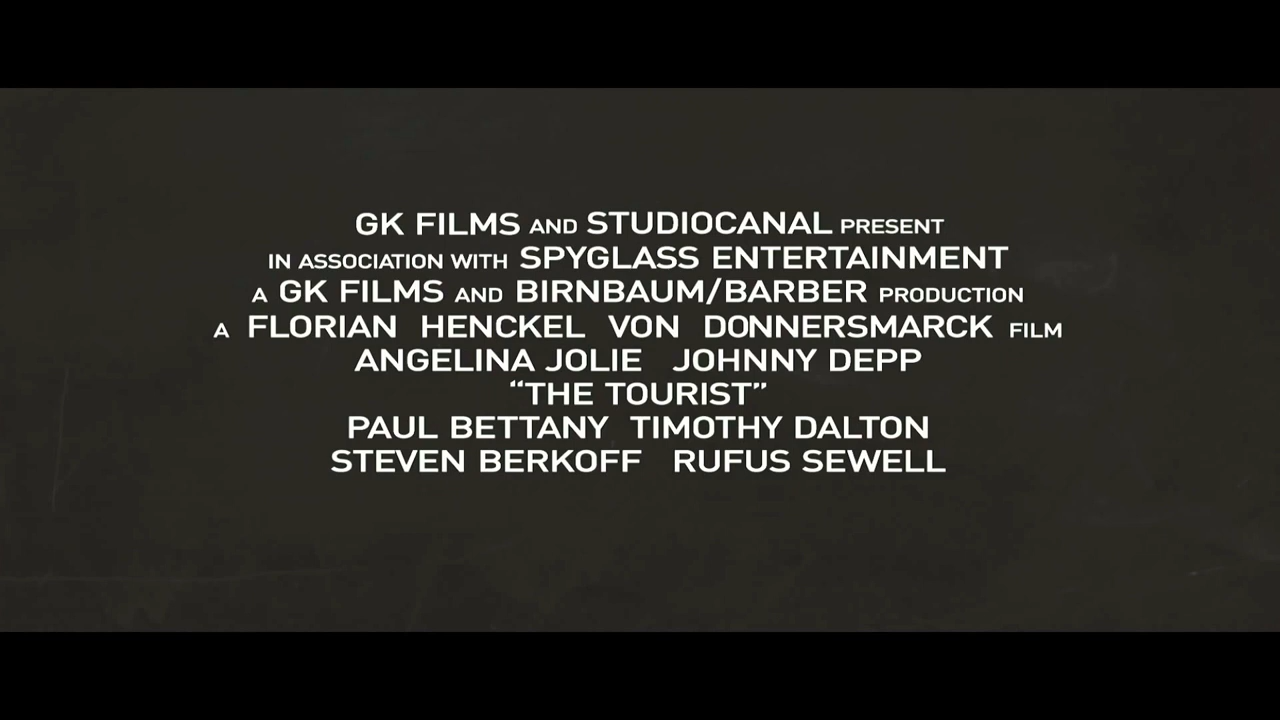 GK FILMS AND STUDIOCANAL PRESENT
IN ASSOCIATION WITH SPYGLASS ENTERTAINMENT
A GK FILMS AND BIRNBAUM/BARBER PRODUCTION
A FLORIAN HENCKEL VON DONNERSMARCK FILM
ANGELINA JOLIE JOHNNY DEPP
“THE TOURIST”
PAUL BETTANY TIMOTHY DALTON
STEVEN BERKOFF RUFUS SEWELL